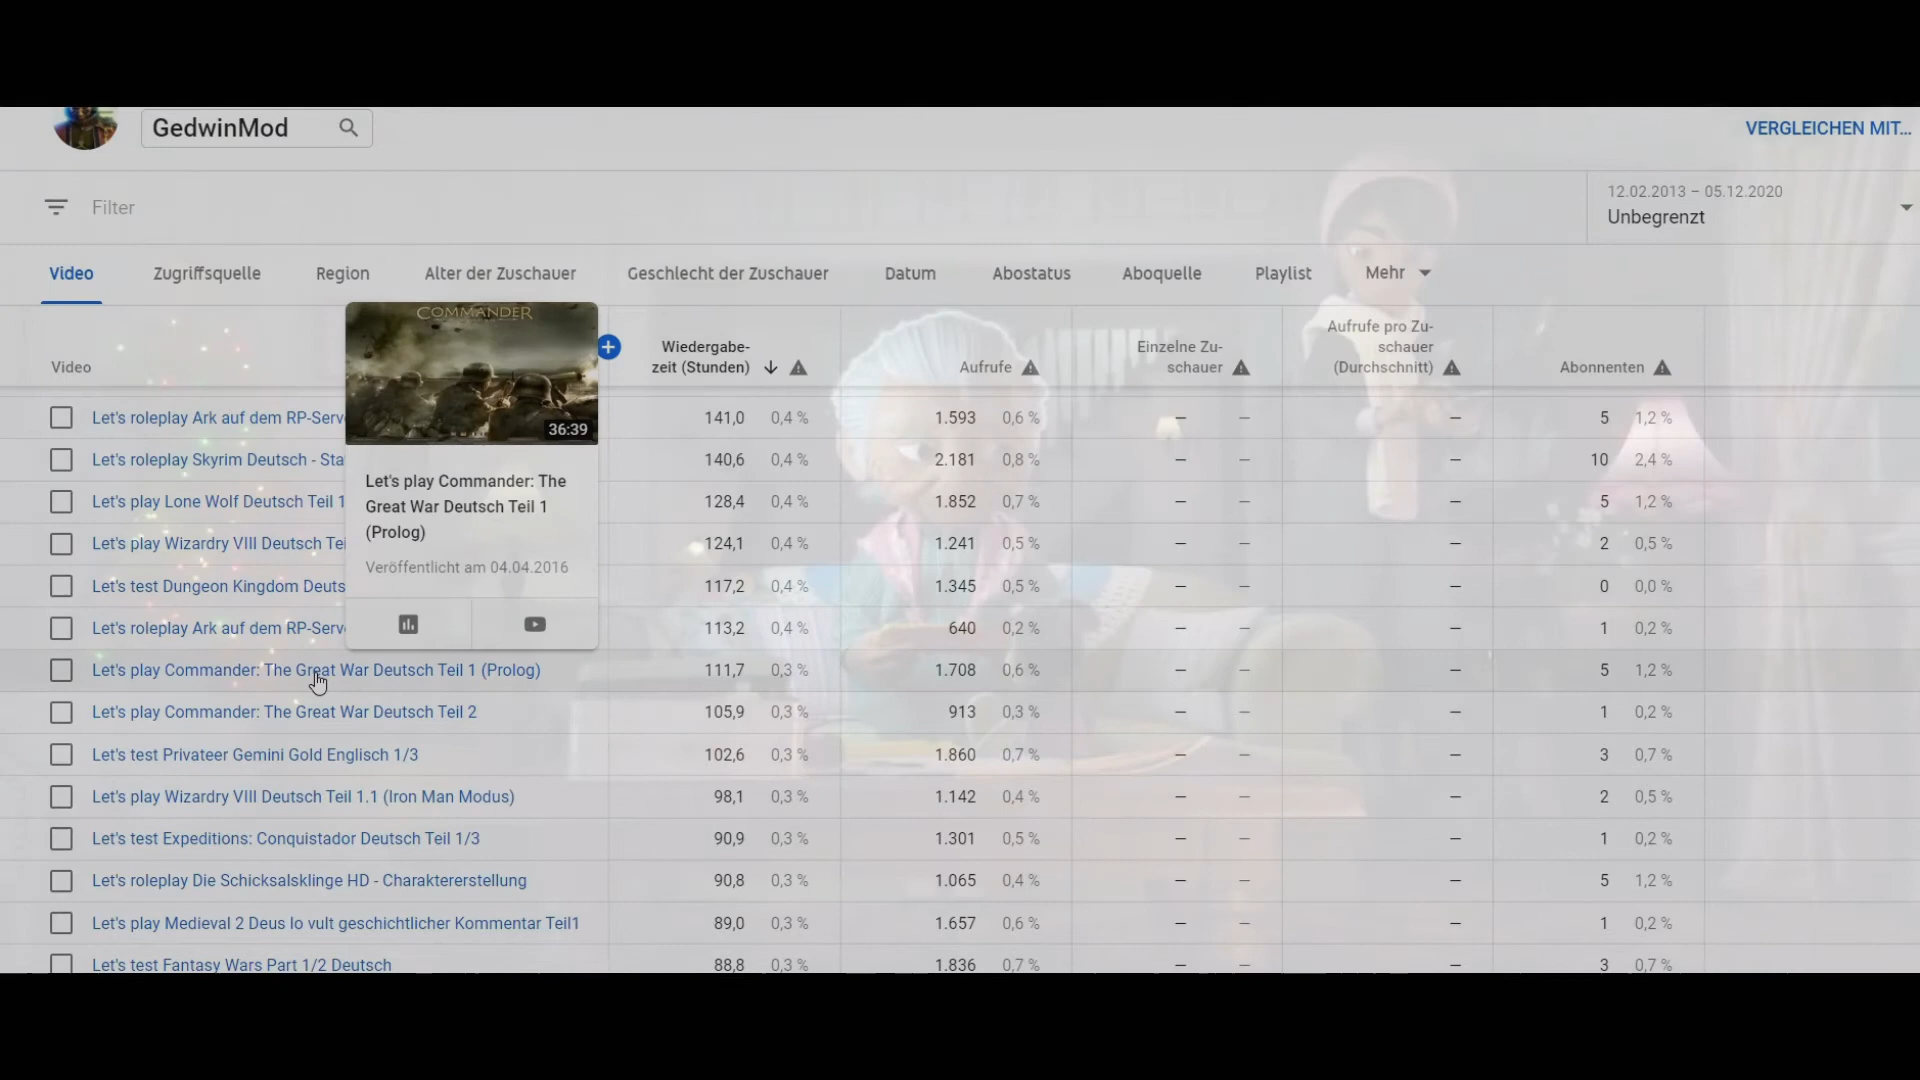 GedwinMod
VERGLEICHEN MIT...
Filter
12.02.2013 – 05.12.2020
Unbegrenzt
Video Zugriffsquelle Region Alter der Zuschauer Geschlecht der Zuschauer Datum Abostatus Aboquelle Playlist Mehr
Video
Wiedergabe-
zeit (Stunden)
Aufrufe
Einzelne Zu-
schauer
Aufrufe pro Zu-
schauer
(Durchschnitt)
Abonnenten
COMMANDER
36:39
Let's play Commander: The
Great War Deutsch Teil 1
(Prolog)
Veröffentlicht am 04.04.2016
Let's roleplay Ark auf dem RP-Serv 141,0 0,4 % 1.593 0,6 % — — — 5 1,2 %
Let's roleplay Skyrim Deutsch - Sta 140,6 0,4 % 2.181 0,8 % — — — 10 2,4 %
Let's play Lone Wolf Deutsch Teil 1 128,4 0,4 % 1.852 0,7 % — — — 5 1,2 %
Let's play Wizardry VIII Deutsch Tei 124,1 0,4 % 1.241 0,5 % — — — 2 0,5 %
Let's test Dungeon Kingdom Deuts 117,2 0,4 % 1.345 0,5 % — — — 0 0,0 %
Let's roleplay Ark auf dem RP-Serv 113,2 0,4 % 640 0,2 % — — — 1 0,2 %
Let's play Commander: The Great War Deutsch Teil 1 (Prolog) 111,7 0,3 % 1.708 0,6 % — — — 5 1,2 %
Let's play Commander: The Great War Deutsch Teil 2 105,9 0,3 % 913 0,3 % — — — 1 0,2 %
Let's test Privateer Gemini Gold Englisch 1/3 102,6 0,3 % 1.860 0,7 % — — — 3 0,7 %
Let's play Wizardry VIII Deutsch Teil 1.1 (Iron Man Modus) 98,1 0,3 % 1.142 0,4 % — — — 2 0,5 %
Let's test Expeditions: Conquistador Deutsch Teil 1/3 90,9 0,3 % 1.301 0,5 % — — — 1 0,2 %
Let's roleplay Die Schicksalsklinge HD - Charaktererstellung 90,8 0,3 % 1.065 0,4 % — — — 5 1,2 %
Let's play Medieval 2 Deus lo vult geschichtlicher Kommentar Teil1 89,0 0,3 % 1.657 0,6 % — — — 1 0,2 %
Let's test Fantasy Wars Part 1/2 Deutsch 88,8 0,3 % 1.836 0,7 % — — — 3 0,7 %